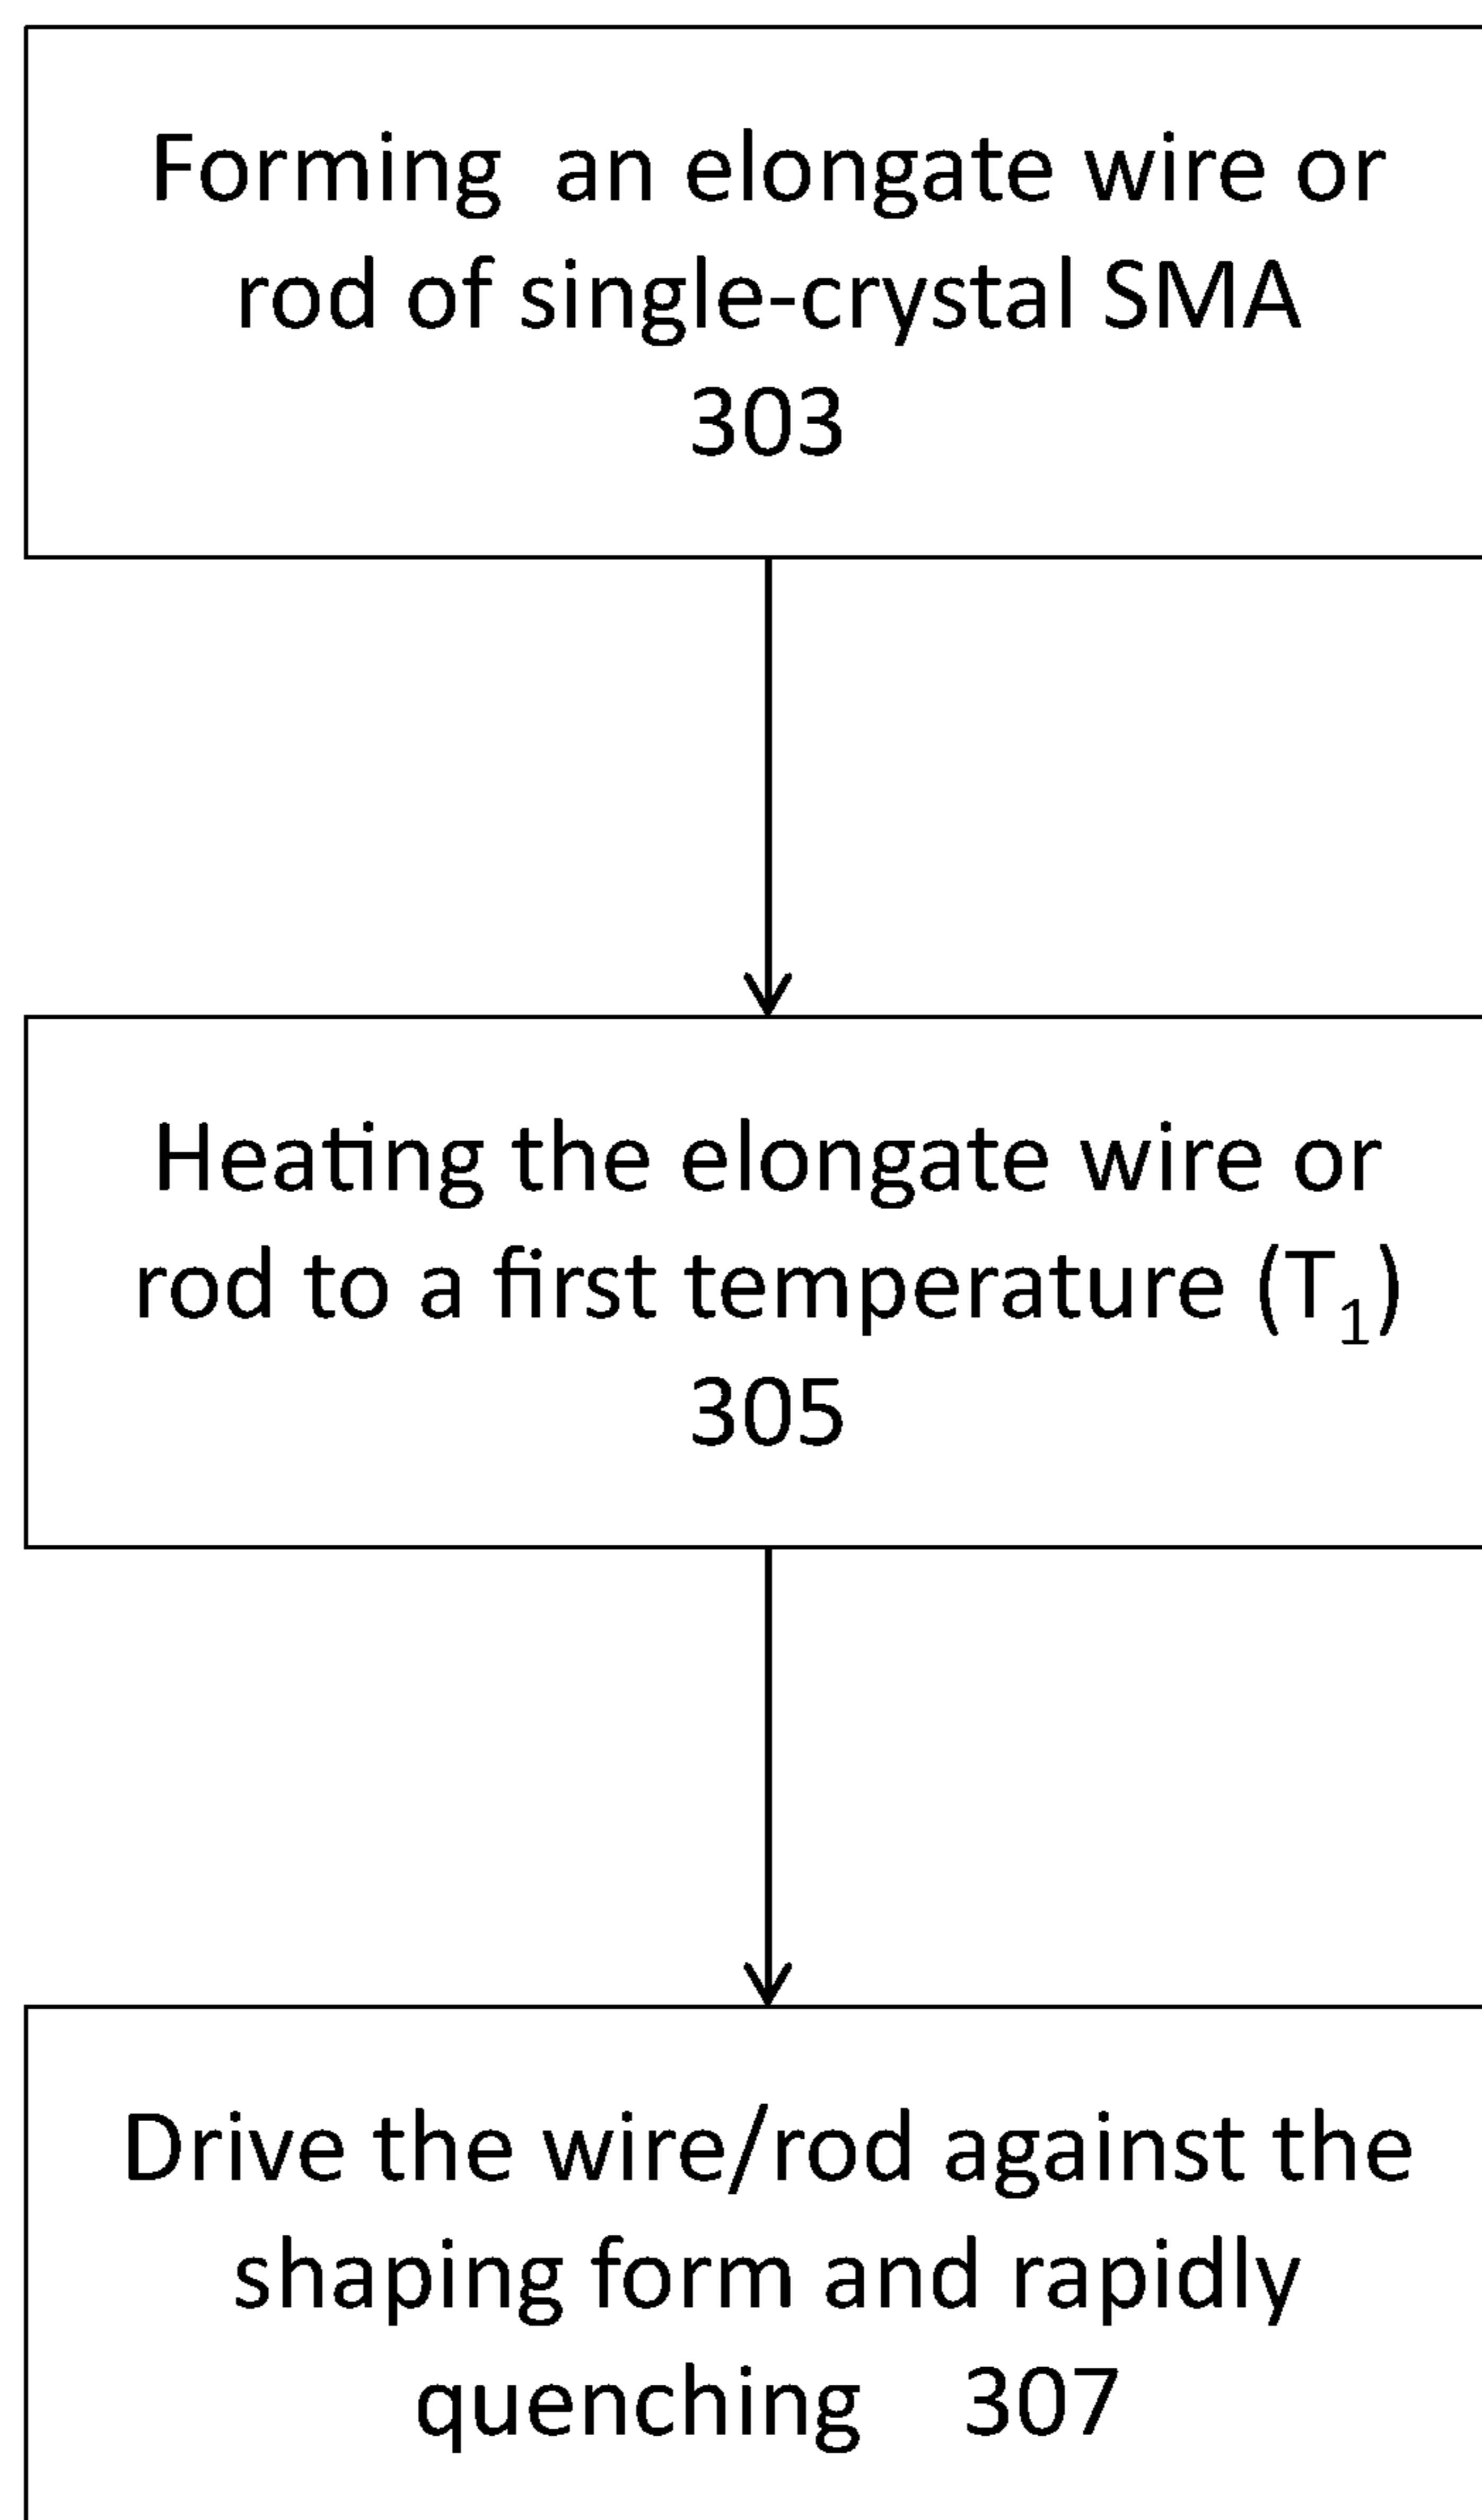 Forming an elongate wire or
rod of single-crystal SMA
303
Heating the elongate wire or
rod to a first temperature (T₁)
305
Drive the wire/rod against the
shaping form and rapidly
quenching 307